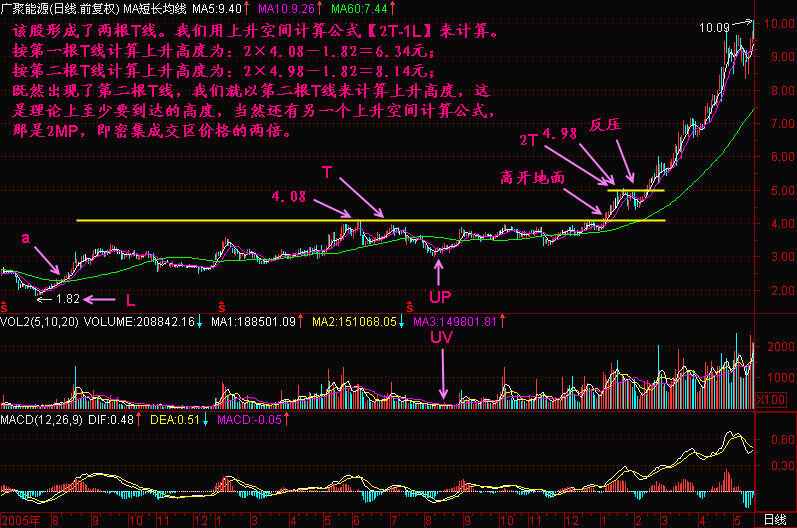 广聚能源(日线.前复权) MA短长均线 MA5:9.40↑ MA10:9.26↑ MA60:7.44↑
该股形成了两根T线。我们用上升空间计算公式【2T-1L】来计算。
按第一根T线计算上升高度为：2×4.08－1.82＝6.34元；
按第二根T线计算上升高度为：2×4.98－1.82＝8.14元；
既然出现了第二根T线，我们就以第二根T线来计算上升高度，这
是理论上至少要到达的高度，当然还有另一个上升空间计算公式，
那是2MP，即密集成交区价格的两倍。
10.09
10.00
9.00
8.00
7.00
6.00
5.00
4.00
3.00
2.00
2T
4.98
反压
T
4.08
离开地面
a
1.82
L
UP
S
S
S
VOL2(5,10,20) VOLUME:208842.16↓ MA1:188501.09↑ MA2:151068.05↓ MA3:149801.81↑
UV
2000
1000
X100
MACD(12,26,9) DIF:0.48↑ DEA:0.51↓ MACD:-0.05↑
0.60
0.30
2005年 8 9 10 11 12 1 3 4 5 6 7 8 9 10 11 12 1 2 3 4 5 日线